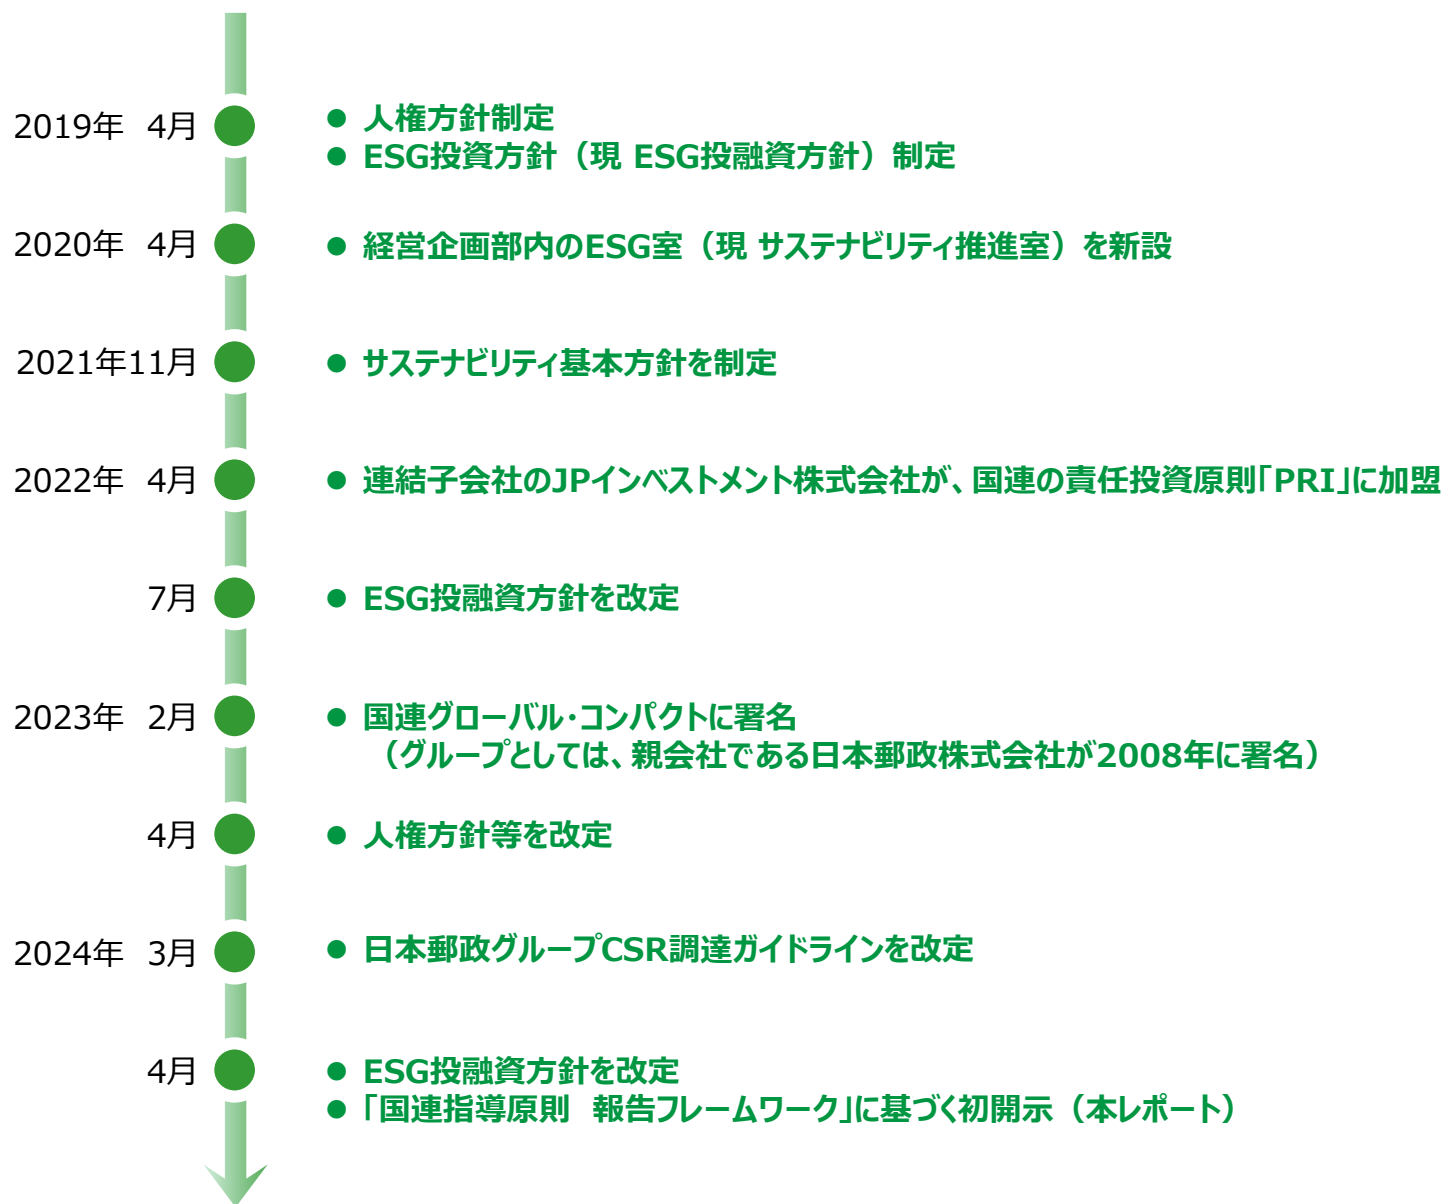 2019年 4月
● 人権方針制定
● ESG投資方針（現 ESG投融資方針）制定
2020年 4月
● 経営企画部内のESG室（現 サステナビリティ推進室）を新設
2021年11月
● サステナビリティ基本方針を制定
2022年 4月
● 連結子会社のJPインベストメント株式会社が、国連の責任投資原則「PRI」に加盟
7月
● ESG投融資方針を改定
2023年 2月
● 国連グローバル・コンパクトに署名
（グループとしては、親会社である日本郵政株式会社が2008年に署名）
4月
● 人権方針等を改定
2024年 3月
● 日本郵政グループCSR調達ガイドラインを改定
4月
● ESG投融資方針を改定
● 「国連指導原則 報告フレームワーク」に基づく初開示（本レポート）